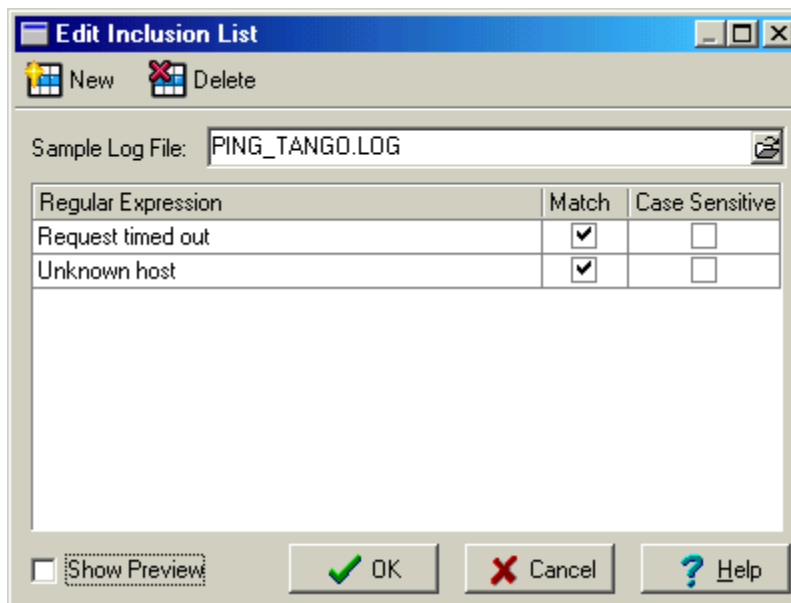 Edit Inclusion List
New Delete
Sample Log File: PING_TANGO.LOG
Regular Expression Match Case Sensitive
Request timed out
Unknown host
Show Preview OK Cancel Help